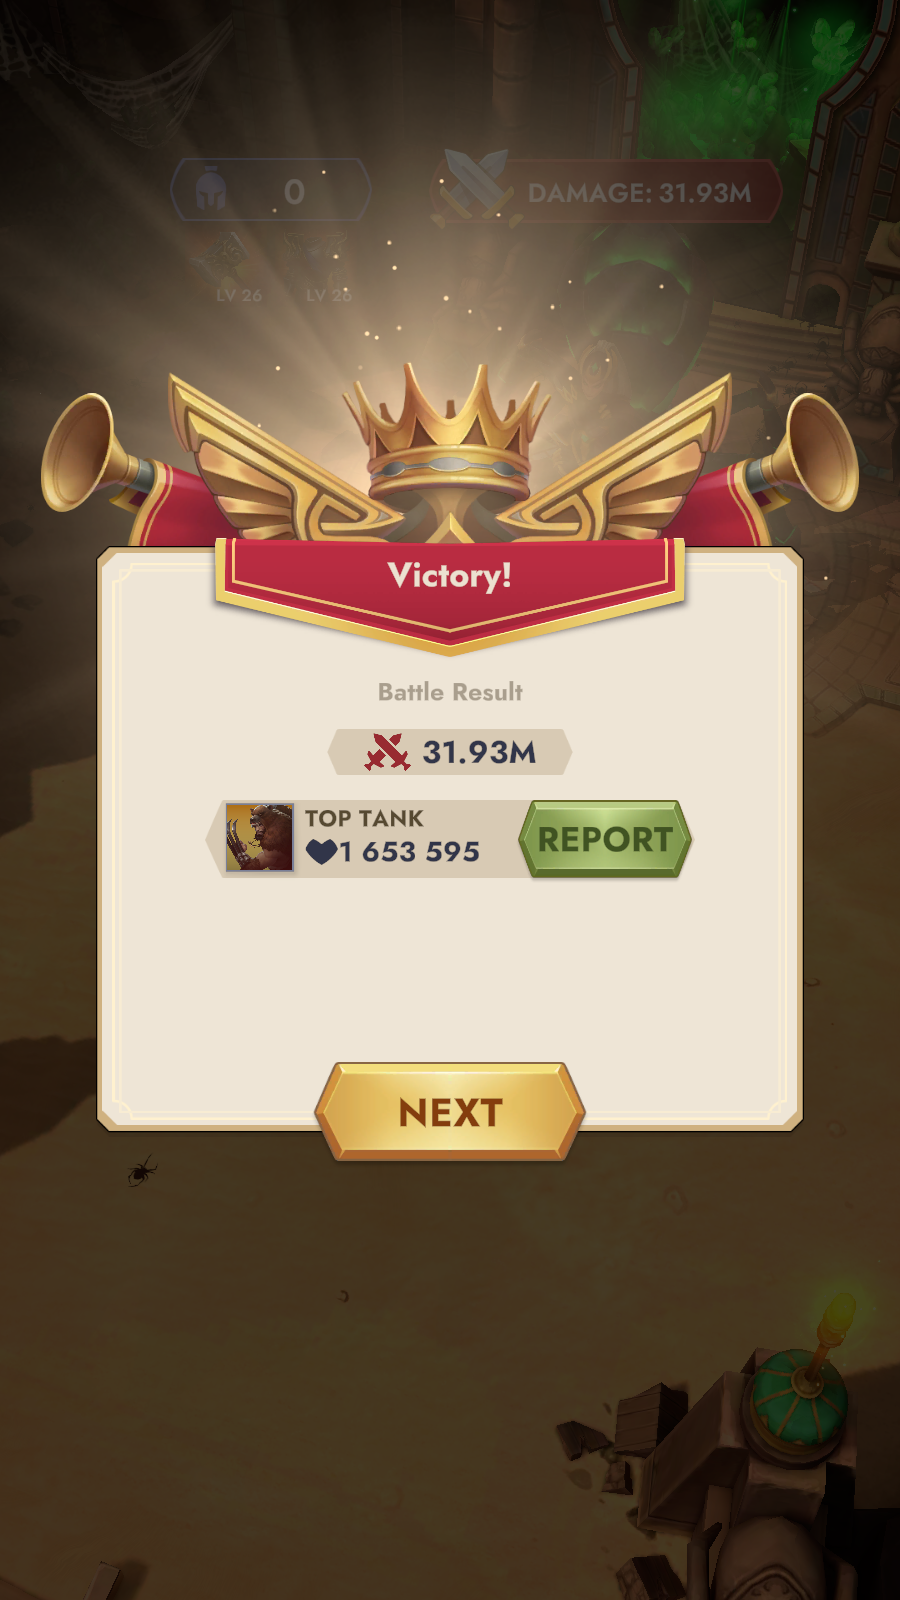 0
DAMAGE: 31.93M
LV 26
LV 26
Victory!
Battle Result
31.93M
TOP TANK
1 653 595
REPORT
NEXT